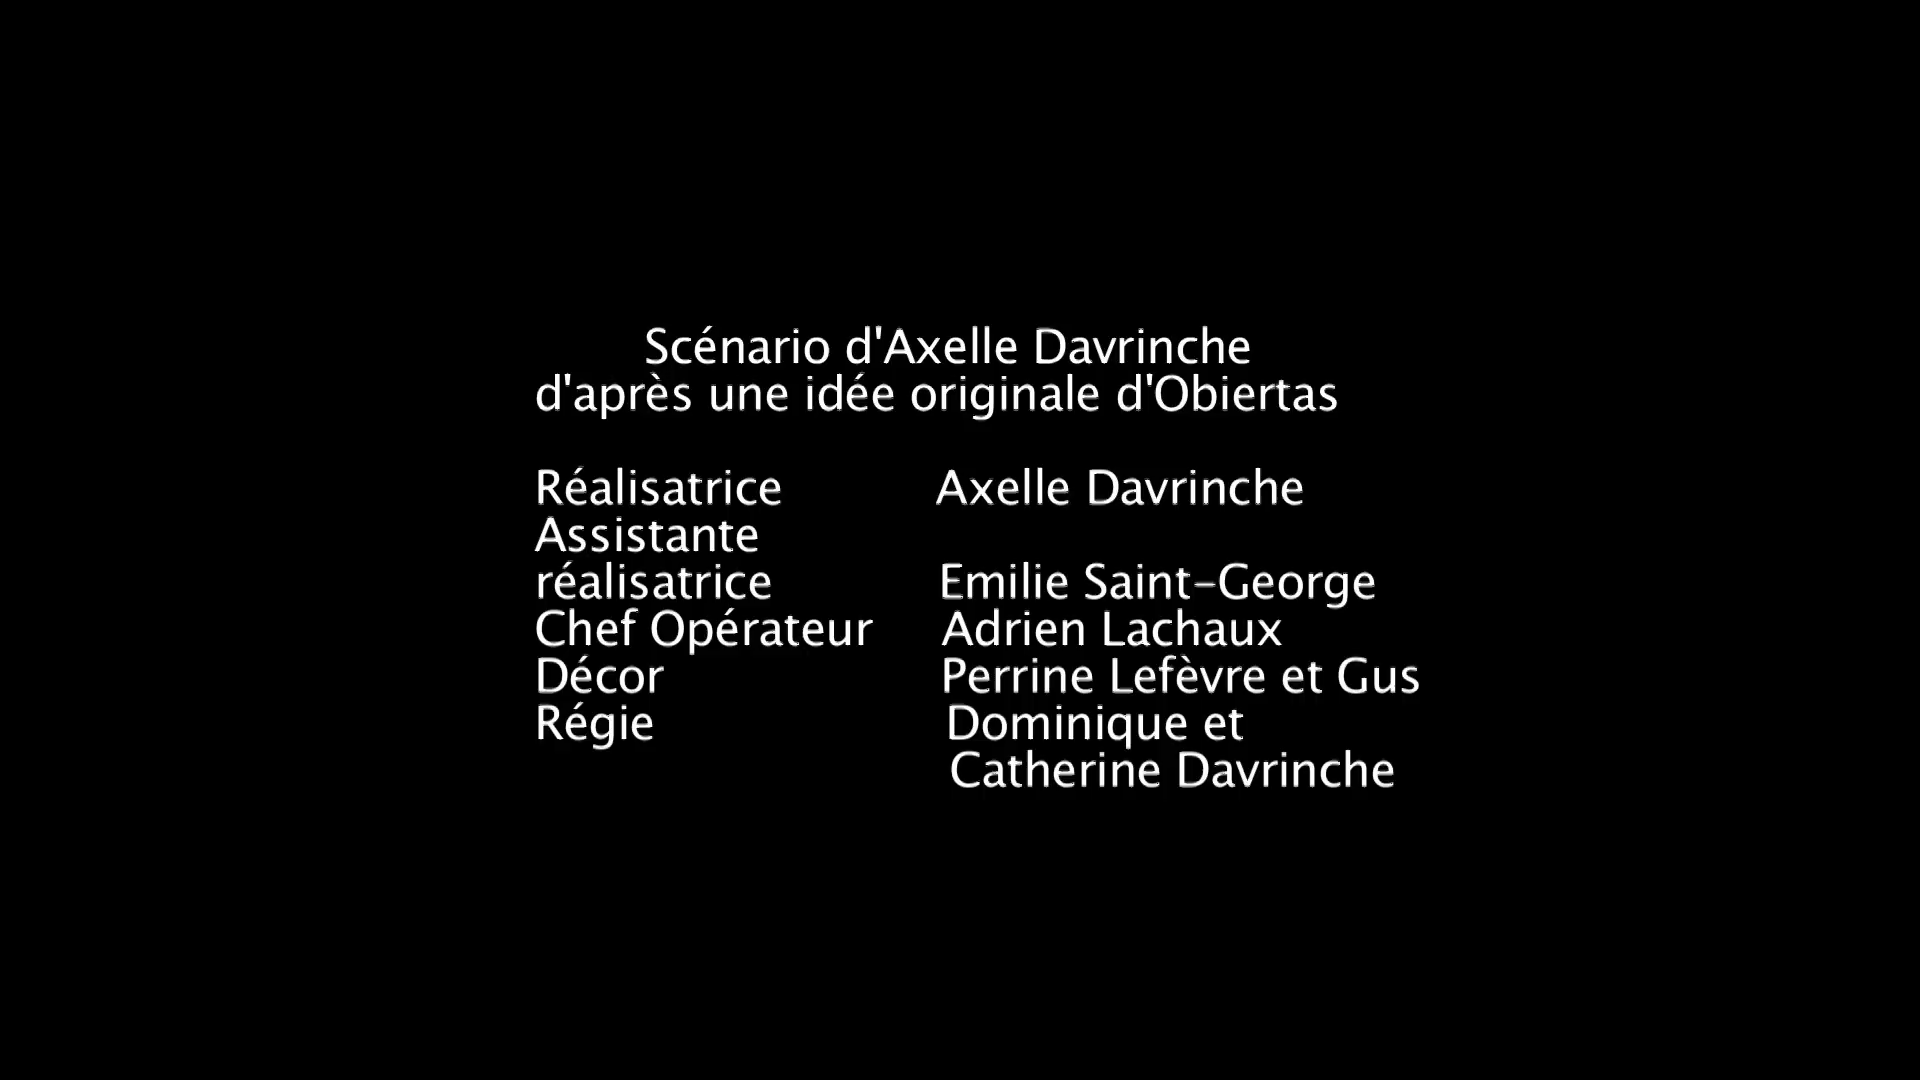 Scénario d'Axelle Davrinche
d'après une idée originale d'Obiertas
Réalisatrice Axelle Davrinche
Assistante
réalisatrice Emilie Saint-George
Chef Opérateur Adrien Lachaux
Décor Perrine Lefèvre et Gus
Régie Dominique et
Catherine Davrinche